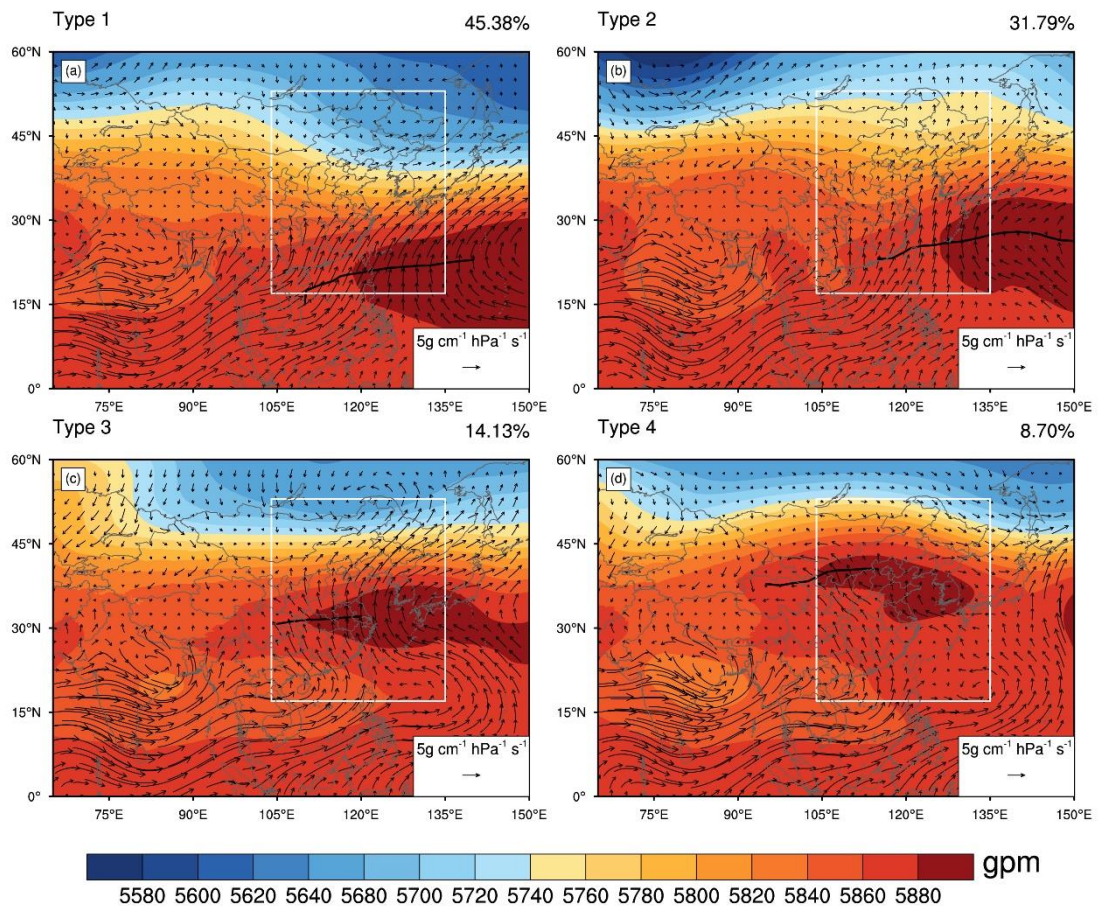 Type 1 45.38% Type 2 31.79%
60°N (a) 60°N (b)
45°N 45°N
30°N 30°N
15°N 15°N
5g cm⁻¹ hPa⁻¹ s⁻¹ 5g cm⁻¹ hPa⁻¹ s⁻¹
0° 0°
75°E 90°E 105°E 120°E 135°E 150°E 75°E 90°E 105°E 120°E 135°E 150°E
Type 3 14.13% Type 4 8.70%
60°N (c) 60°N (d)
45°N 45°N
30°N 30°N
15°N 15°N
5g cm⁻¹ hPa⁻¹ s⁻¹ 5g cm⁻¹ hPa⁻¹ s⁻¹
0° 0°
75°E 90°E 105°E 120°E 135°E 150°E 75°E 90°E 105°E 120°E 135°E 150°E
gpm
5580 5600 5620 5640 5680 5700 5720 5740 5760 5780 5800 5820 5840 5860 5880